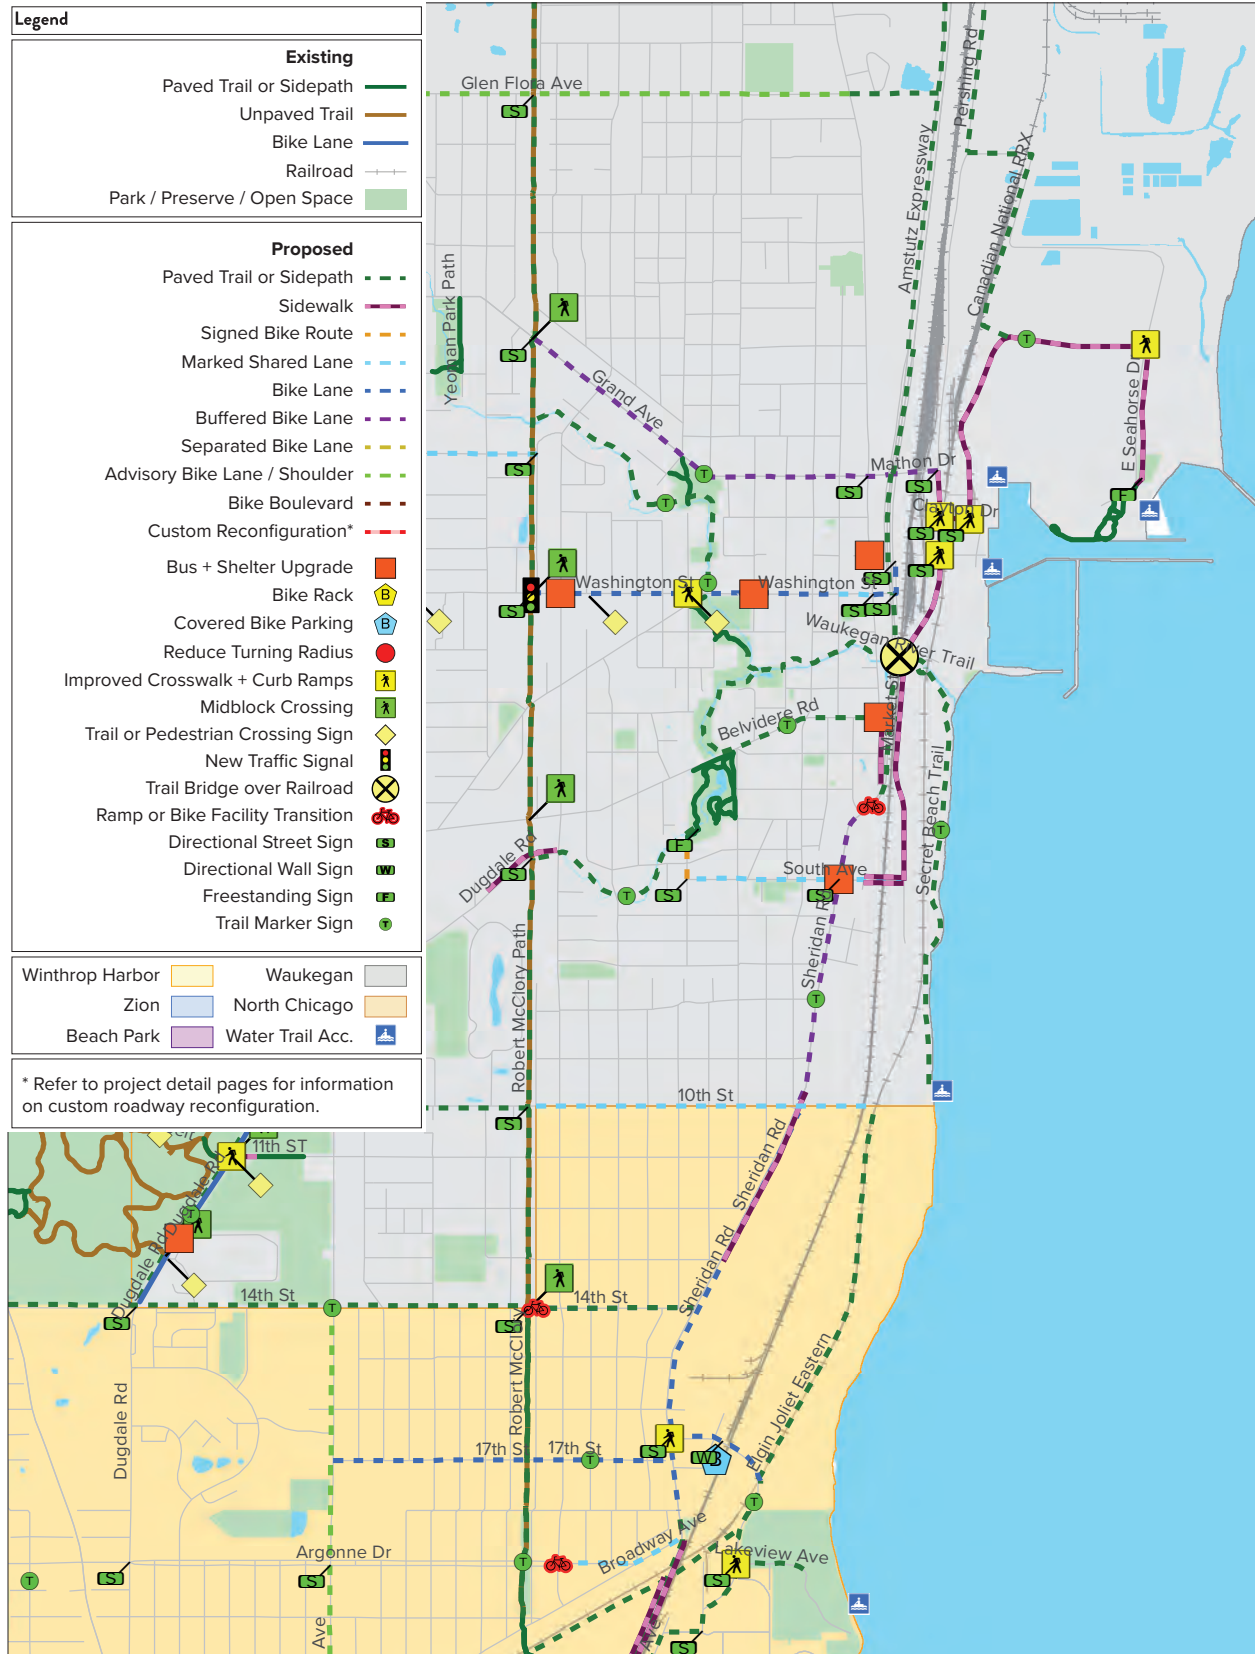 Legend
Existing
Paved Trail or Sidepath
Unpaved Trail
Bike Lane
Railroad
Park / Preserve / Open Space
Proposed
Paved Trail or Sidepath
Sidewalk
Signed Bike Route
Marked Shared Lane
Bike Lane
Buffered Bike Lane
Separated Bike Lane
Advisory Bike Lane / Shoulder
Bike Boulevard
Custom Reconfiguration*
Bus + Shelter Upgrade
Bike Rack B
Covered Bike Parking B
Reduce Turning Radius
Improved Crosswalk + Curb Ramps
Midblock Crossing
Trail or Pedestrian Crossing Sign
New Traffic Signal
Trail Bridge over Railroad
Ramp or Bike Facility Transition
Directional Street Sign S
Directional Wall Sign W
Freestanding Sign F
Trail Marker Sign T
Winthrop Harbor Waukegan
Zion North Chicago
Beach Park Water Trail Acc.
* Refer to project detail pages for information
on custom roadway reconfiguration.
Glen Flora Ave
S
Pershing Rd
Amstutz Expressway
Canadian National RRX
Yeoman Park Path
S
T
Grand Ave
E Seahorse Dr
Mathon Dr
S
T
S
S
T
F
Clayton Dr
S
S
S
Washington St
Washington St
T
S
S
S
S
Waukegan River Trail
Belvidere Rd
T
Market St
Secret Beach Trail
T
F
Dugdale Rd
S
T
S
South Ave
S
Sheridan Rd
T
Robert McClory Path
10th St
S
11th ST
Dugdale Rd
T
Dugdale Rd
Sheridan Rd
Sheridan Rd
14th St
14th St
T
S
S
Robert McClory
Dugdale Rd
Elgin Joliet Eastern
17th S
17th St
T
S
W
B
T
Broadway Ave
Lakeview Ave
Argonne Dr
T
S
S
T
S
Ave
Ave
S